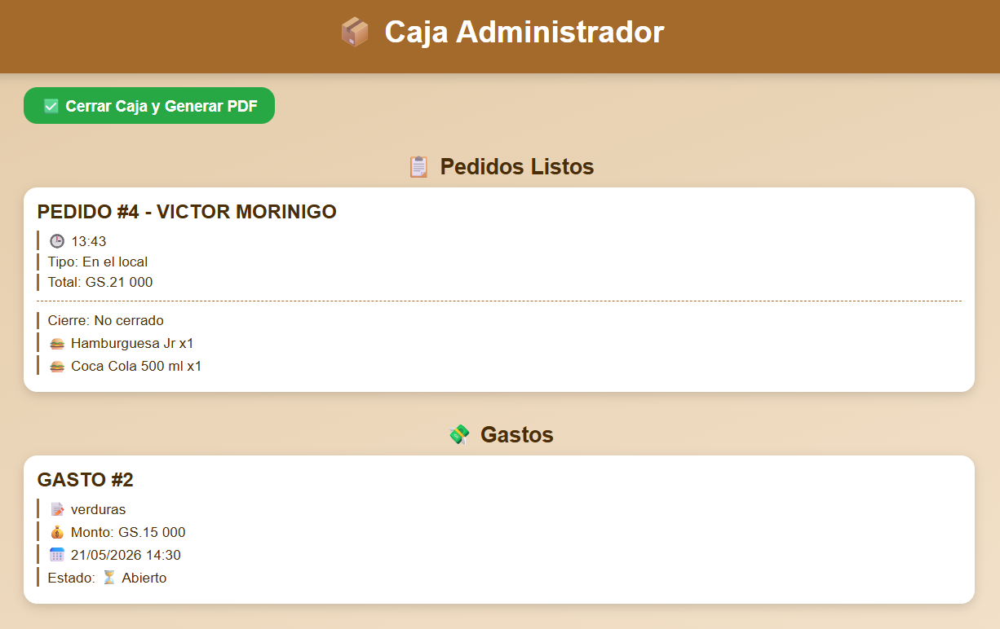 Caja Administrador
Cerrar Caja y Generar PDF
Pedidos Listos
PEDIDO #4 - VICTOR MORINIGO
13:43
Tipo: En el local
Total: GS.21 000
Cierre: No cerrado
Hamburguesa Jr x1
Coca Cola 500 ml x1
Gastos
GASTO #2
verduras
Monto: GS.15 000
21/05/2026 14:30
Estado: ⏳ Abierto